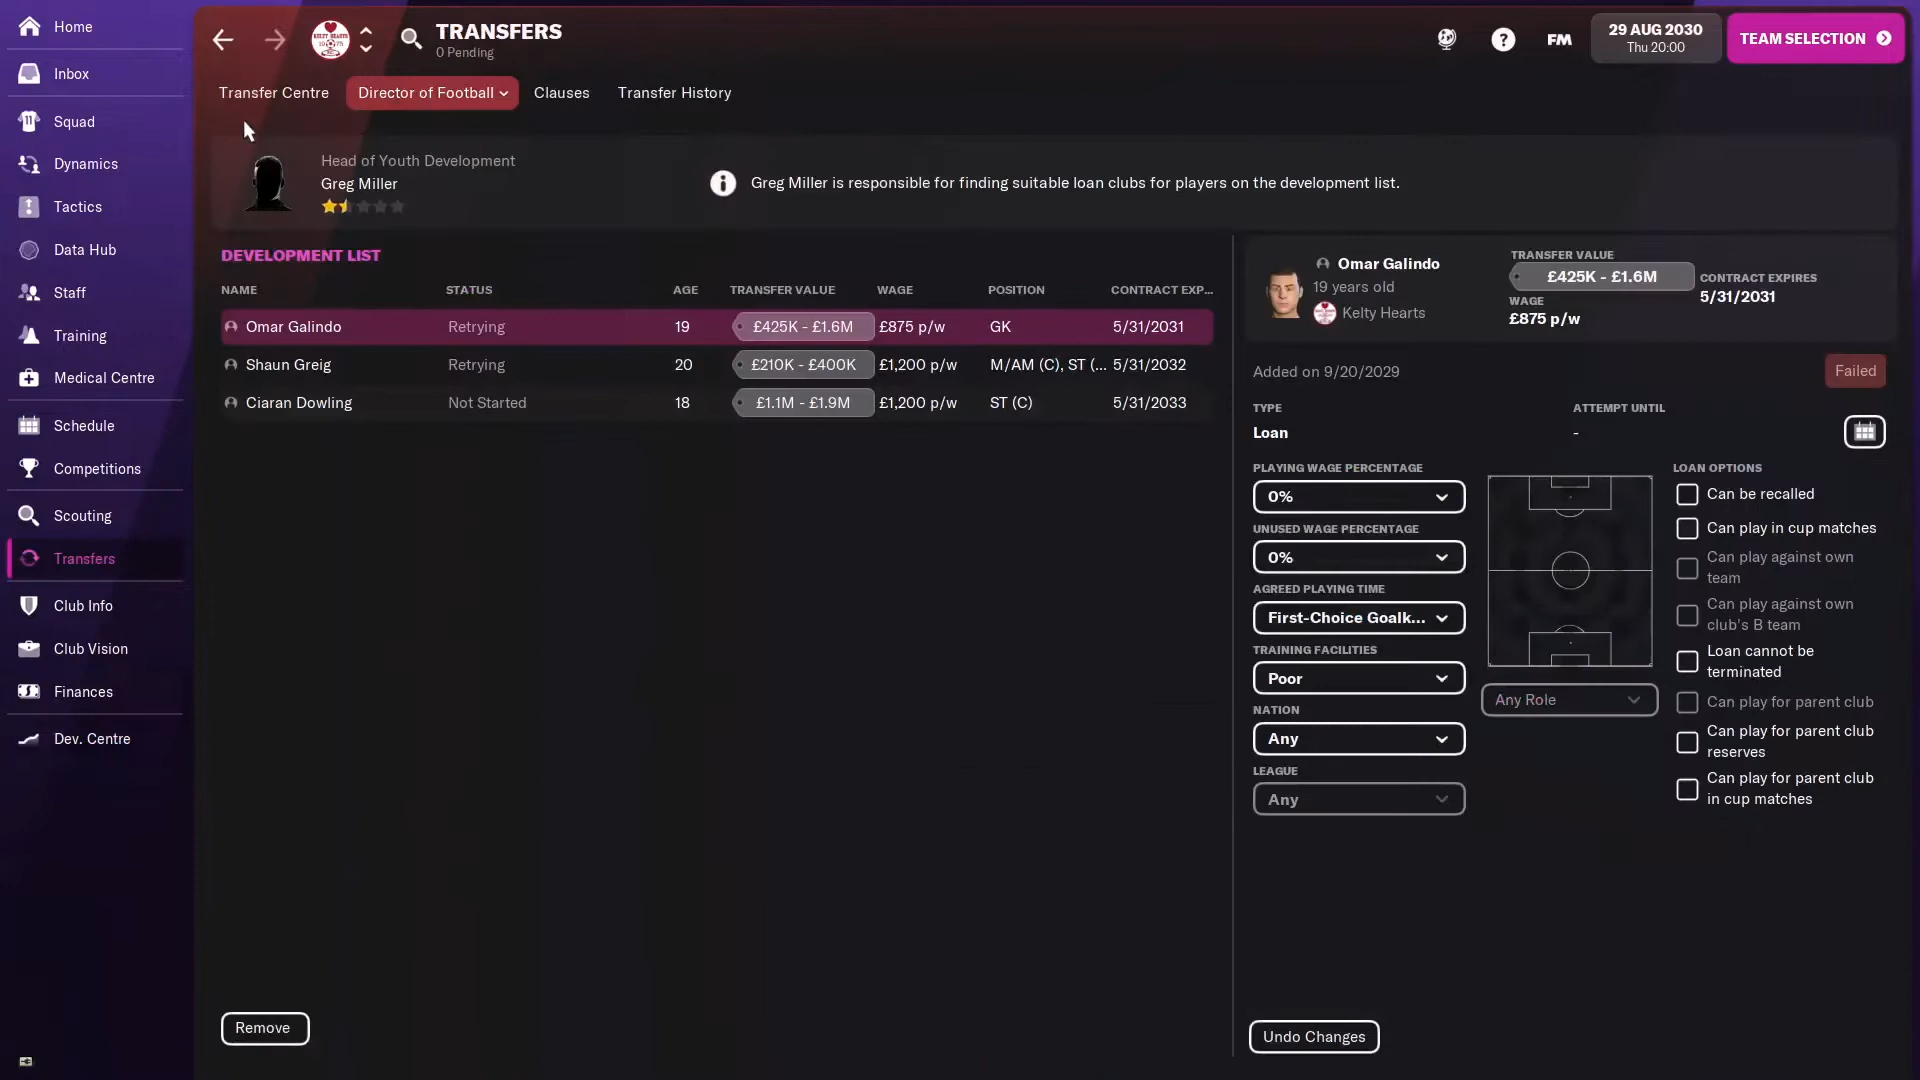 Home
Inbox
Squad
Dynamics
Tactics
Data Hub
Staff
Training
Medical Centre
Schedule
Competitions
Scouting
Transfers
Club Info
Club Vision
Finances
Dev. Centre
TRANSFERS
0 Pending
FM
29 AUG 2030
Thu 20:00
TEAM SELECTION
Transfer Centre
Director of Football
Clauses
Transfer History
Head of Youth Development
Greg Miller
Greg Miller is responsible for finding suitable loan clubs for players on the development list.
DEVELOPMENT LIST
NAME STATUS AGE TRANSFER VALUE WAGE POSITION CONTRACT EXP...
Omar Galindo Retrying 19 £425K - £1.6M £875 p/w GK 5/31/2031
Shaun Greig Retrying 20 £210K - £400K £1,200 p/w M/AM (C), ST (... 5/31/2032
Ciaran Dowling Not Started 18 £1.1M - £1.9M £1,200 p/w ST (C) 5/31/2033
Remove
Omar Galindo
19 years old
Kelty Hearts
TRANSFER VALUE
£425K - £1.6M
WAGE
£875 p/w
CONTRACT EXPIRES
5/31/2031
Added on 9/20/2029
Failed
TYPE
Loan
ATTEMPT UNTIL
-
PLAYING WAGE PERCENTAGE
0%
UNUSED WAGE PERCENTAGE
0%
AGREED PLAYING TIME
First-Choice Goalk...
TRAINING FACILITIES
Poor
NATION
Any
LEAGUE
Any
Any Role
LOAN OPTIONS
Can be recalled
Can play in cup matches
Can play against own
team
Can play against own
club's B team
Loan cannot be
terminated
Can play for parent club
Can play for parent club
reserves
Can play for parent club
in cup matches
Undo Changes